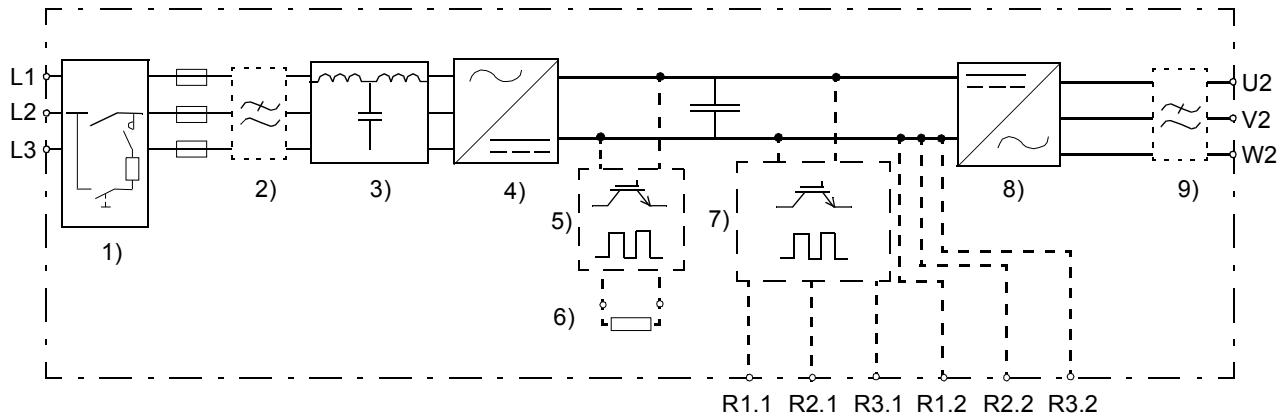 L1
L2
L3
U2
V2
W2
1)
2)
3)
4)
5)
6)
7)
8)
9)
R1.1 R2.1 R3.1 R1.2 R2.2 R3.2